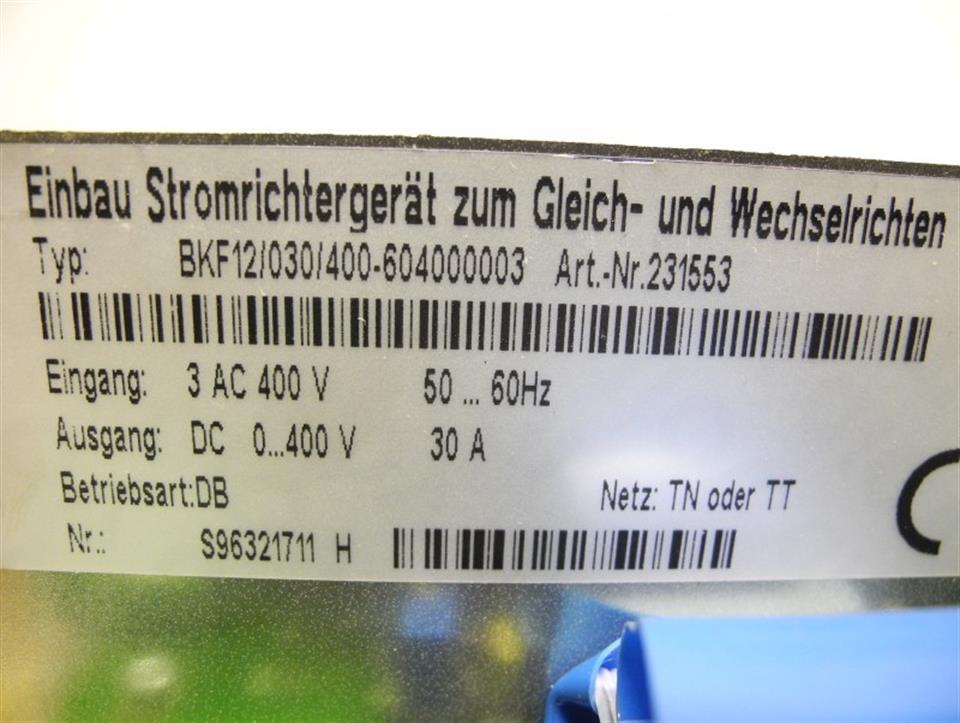 Einbau Stromrichtergerät zum Gleich- und Wechselrichten
Typ: BKF12/030/400-604000003 Art.-Nr.231553
Eingang: 3 AC 400 V 50 ... 60Hz
Ausgang: DC 0...400 V 30 A
Betriebsart:DB Netz: TN oder TT
Nr.: S96321711 H